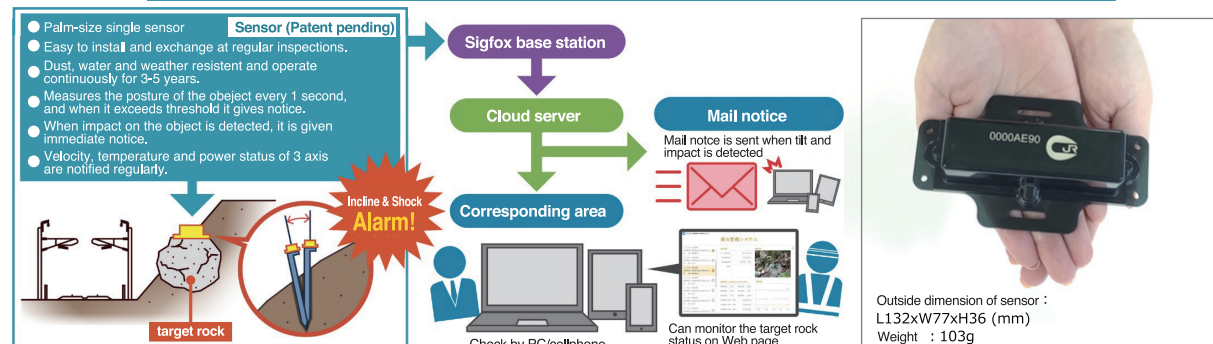 Palm-size single sensor
Sensor (Patent pending)
Easy to install and exchange at regular inspections.
Dust, water and weather resistent and operate
continuously for 3-5 years.
Measures the posture of the obeject every 1 second,
and when it exceeds threshold it gives notice.
When impact on the object is detected, it is given
immediate notice.
Velocity, temperature and power status of 3 axis
are notified regularly.
Incline & Shock
Alarm!
target rock
Sigfox base station
Cloud server
Corresponding area
Mail notice
Mail notce is sent when tilt and
impact is detected
Check by PC/cellphone
Can monitor the target rock
status on Web page
0000AE90
JR
Outside dimension of sensor :
L132xW77xH36 (mm)
Weight : 103g